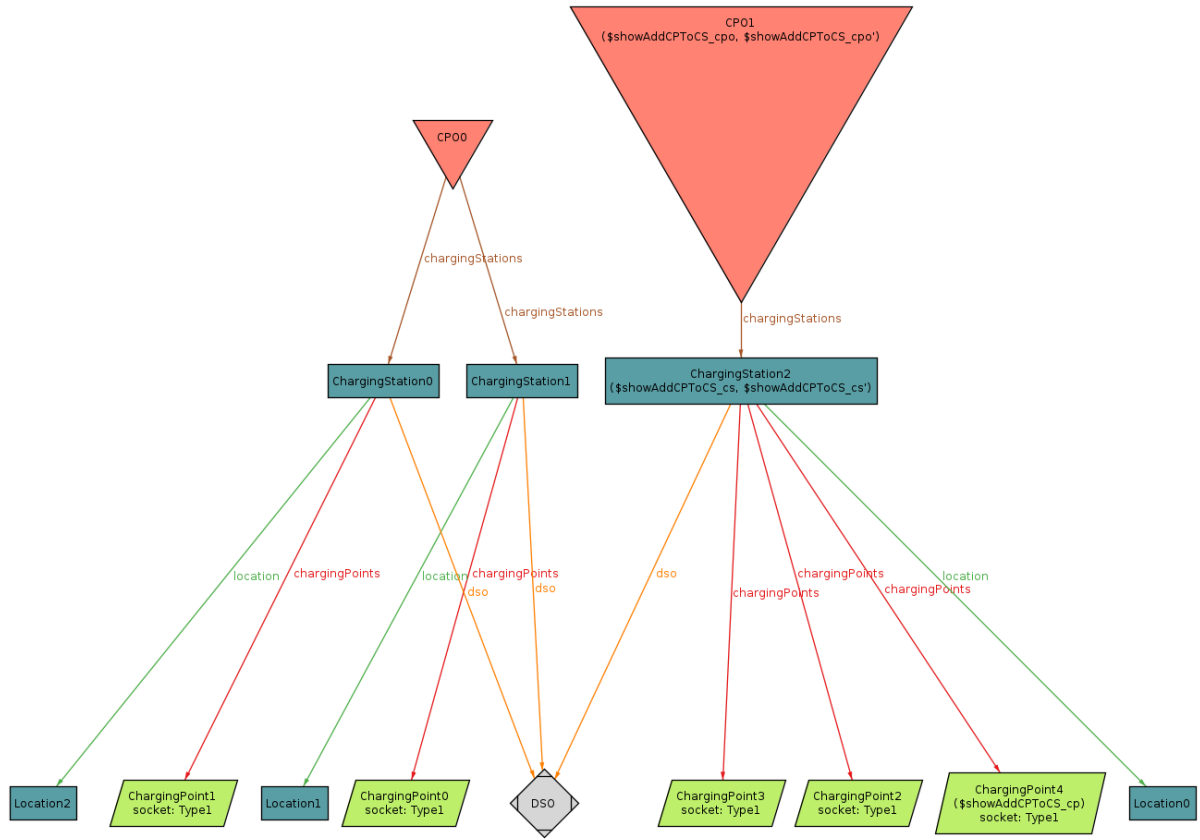 CPO1
($showAddCPToCS_cpo, $showAddCPToCS_cpo')
CPO0
chargingStations
chargingStations
chargingStations
ChargingStation0
ChargingStation1
ChargingStation2
($showAddCPToCS_cs, $showAddCPToCS_cs')
location
chargingPoints
dso
location
chargingPoints
dso
dso
chargingPoints
chargingPoints
chargingPoints
location
Location2
ChargingPoint1
socket: Type1
Location1
ChargingPoint0
socket: Type1
DSO
ChargingPoint3
socket: Type1
ChargingPoint2
socket: Type1
ChargingPoint4
($showAddCPToCS_cp)
socket: Type1
Location0